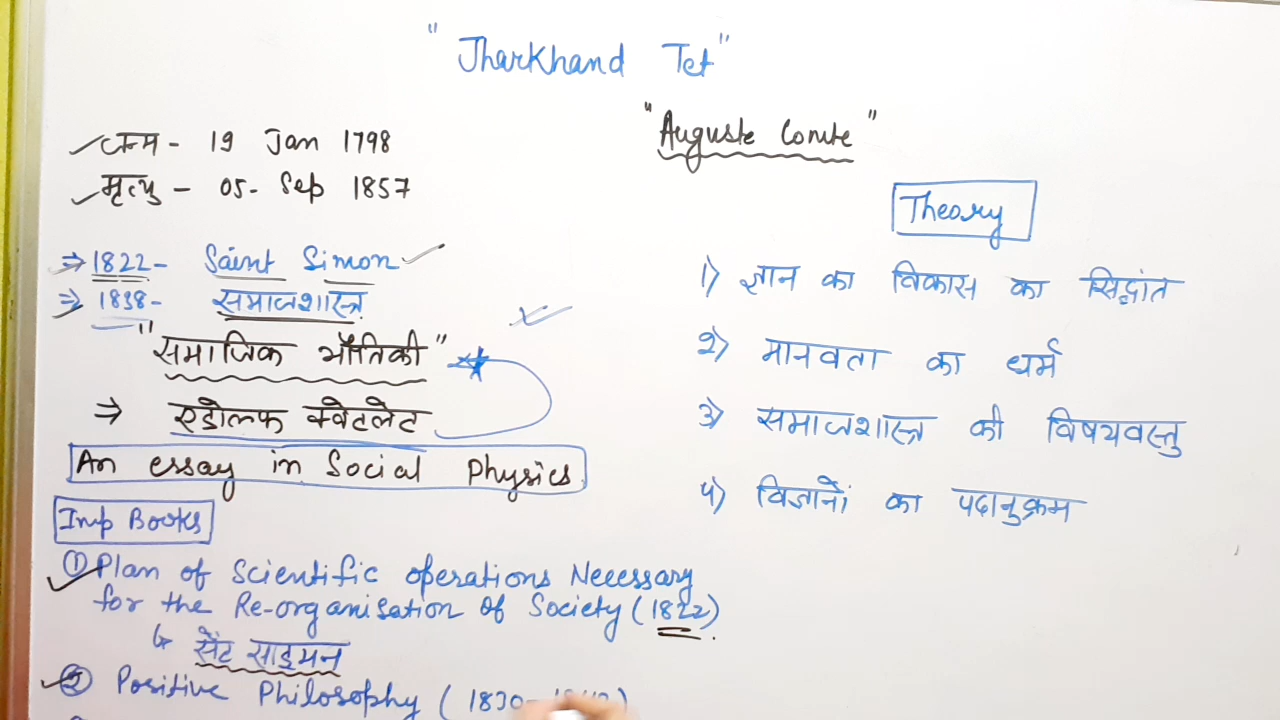 "Jharkhand Tet"
"Auguste Comte"
जन्म - 19 Jan 1798
मृत्यु - 05 - Sep 1857
⇒ 1822 - Saint Simon
⇒ 1838 - समाजशास्त्र
"समाजिक भौतिकी"
⇒ एडोल्फ क्वेटलेट
An essay in Social Physics
Imp Books
① Plan of Scientific operations Necessary
for the Re-organisation of Society (1822)
↳ सेंट साइमन
② Positive Philosophy (1830-
Theory
1) ज्ञान का विकास का सिद्धांत
2) मानवता का धर्म
3) समाजशास्त्र की विषयवस्तु
4) विज्ञानों का पदानुक्रम